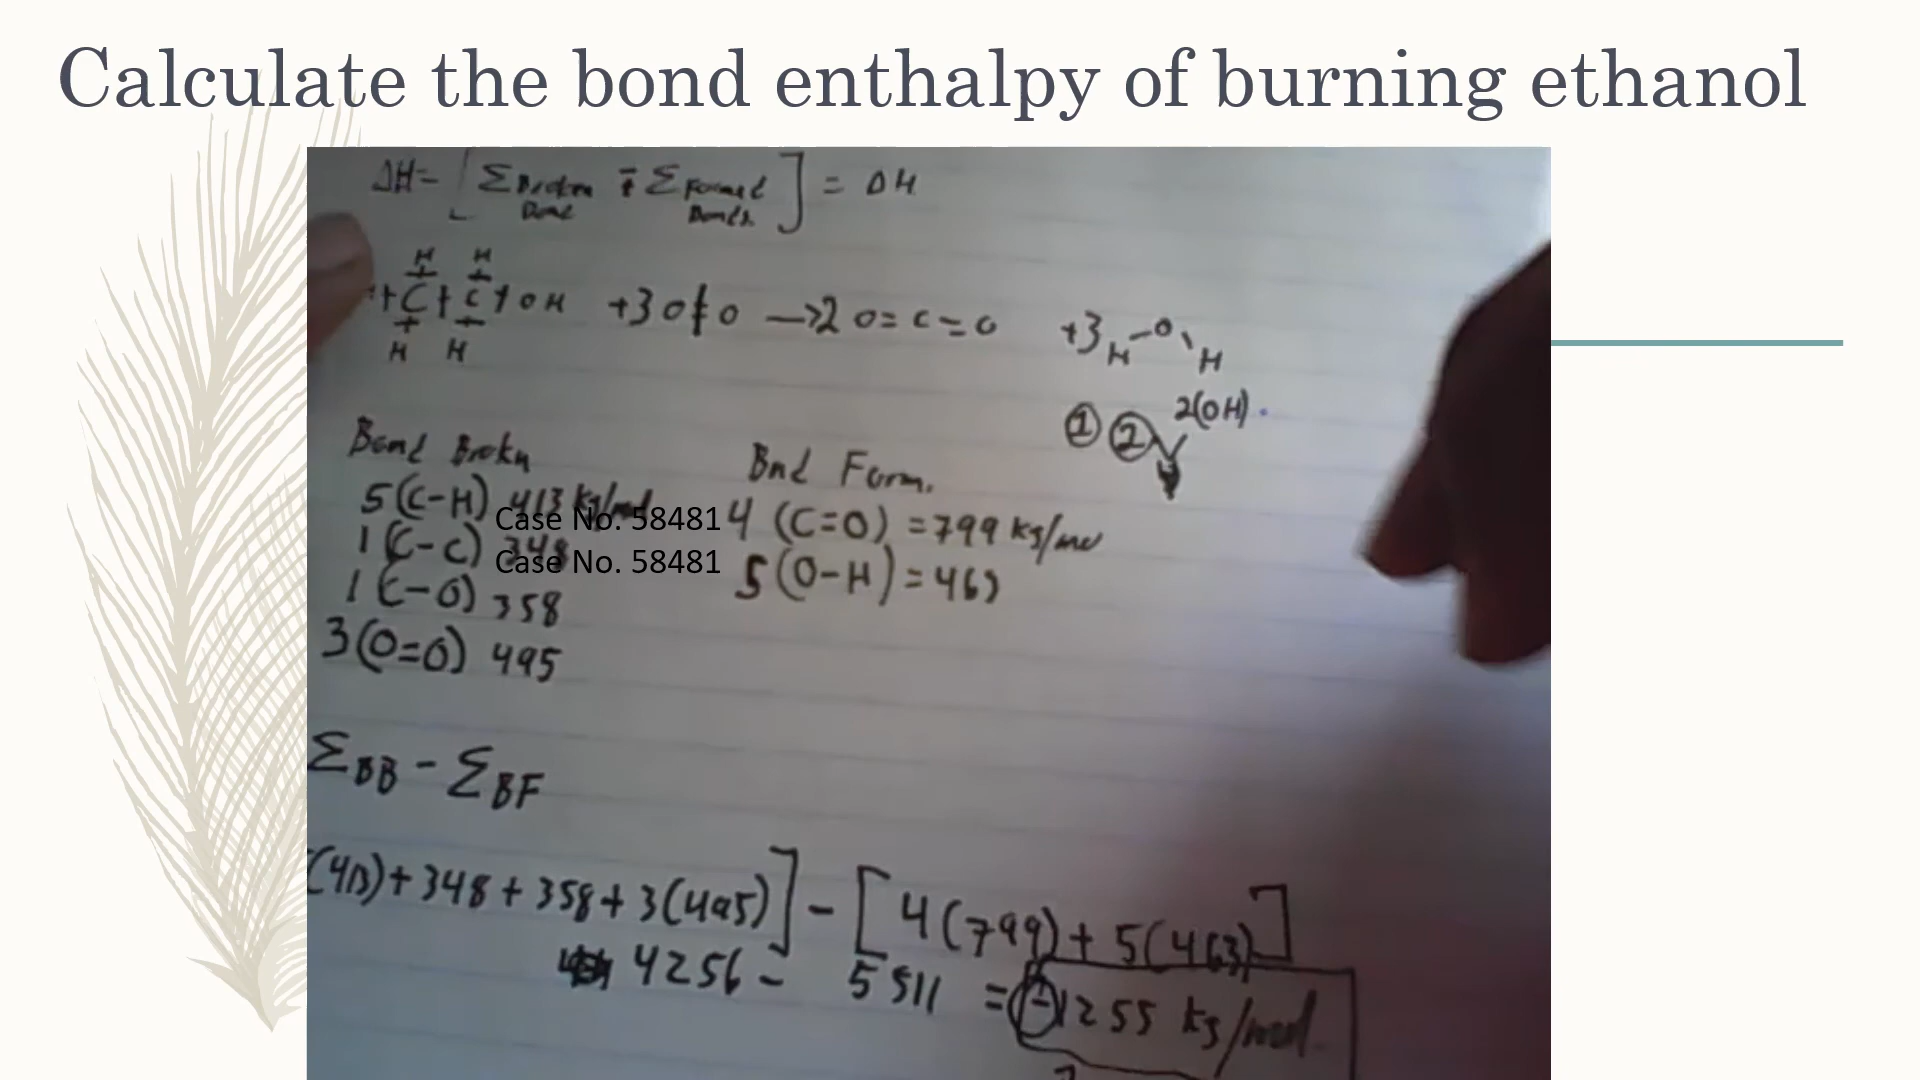 Calculate the bond enthalpy of burning ethanol
ΔH= [ Σ Broken Bond - Σ Formed Bonds. ] = ΔH
H H
C C OH +3 O=O → 2 O=C=O +3 H-O-H
H H
① ② 2(OH)
Bond Brokn
5(C-H) 413 kJ/mol
1(C-C) 348
1(C-O) 358
3(O=O) 495
Bnd Form.
4 (C=O) = 799 kJ/mol
5(O-H) = 463
Case No. 58481
Case No. 58481
ΣBB - ΣBF
(413)+348+358+3(495)] - [4(799)+5(463)]
4256 - 5511 = -1255 kJ/mol